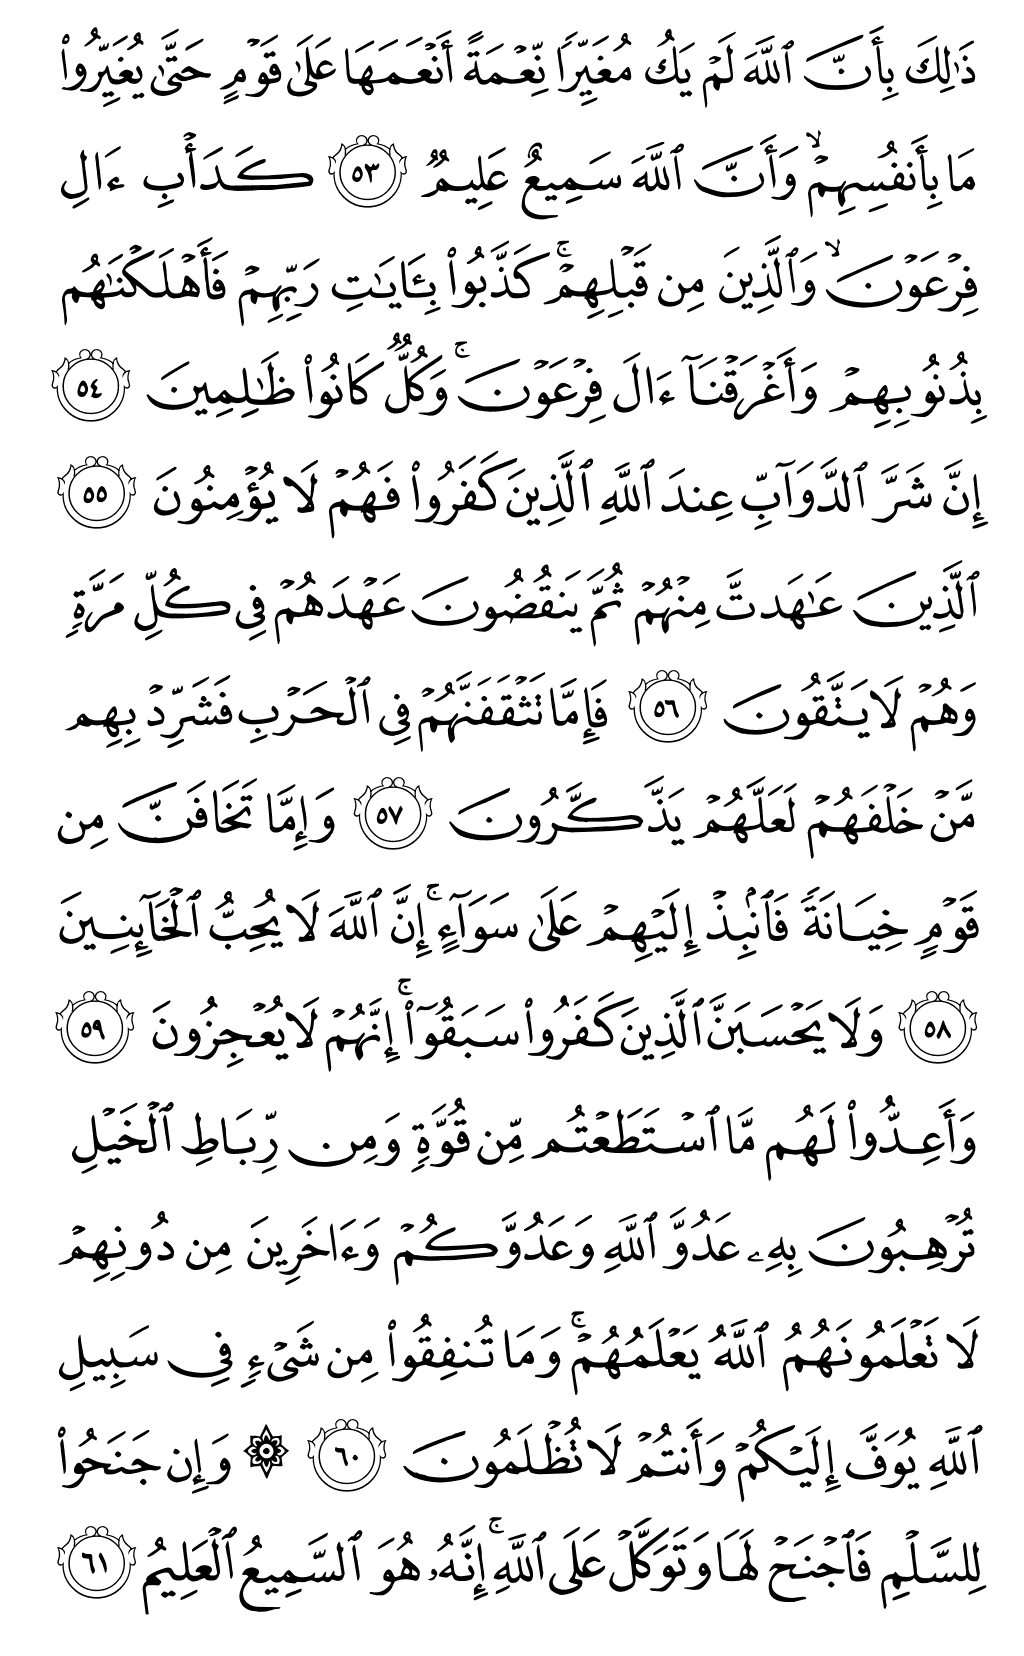 ذَٰلِكَ بِأَنَّ ٱللَّهَ لَمۡ يَكُ مُغَيِّرٗا نِّعۡمَةً أَنۡعَمَهَا عَلَىٰ قَوۡمٍ حَتَّىٰ يُغَيِّرُواْ
مَا بِأَنفُسِهِمۡۙ وَأَنَّ ٱللَّهَ سَمِيعٌ عَلِيمٞ ٥٣ كَدَأۡبِ ءَالِ
فِرۡعَوۡنَۙ وَٱلَّذِينَ مِن قَبۡلِهِمۡۚ كَذَّبُواْ بِـَٔايَٰتِ رَبِّهِمۡ فَأَهۡلَكۡنَٰهُم
بِذُنُوبِهِمۡ وَأَغۡرَقۡنَآ ءَالَ فِرۡعَوۡنَۚ وَكُلّٞ كَانُواْ ظَٰلِمِينَ ٥٤
إِنَّ شَرَّ ٱلدَّوَآبِّ عِندَ ٱللَّهِ ٱلَّذِينَ كَفَرُواْ فَهُمۡ لَا يُؤۡمِنُونَ ٥٥
ٱلَّذِينَ عَٰهَدتَّ مِنۡهُمۡ ثُمَّ يَنقُضُونَ عَهۡدَهُمۡ فِي كُلِّ مَرَّةٖ
وَهُمۡ لَا يَتَّقُونَ ٥٦ فَإِمَّا تَثۡقَفَنَّهُمۡ فِي ٱلۡحَرۡبِ فَشَرِّدۡ بِهِم
مَّنۡ خَلۡفَهُمۡ لَعَلَّهُمۡ يَذَّكَّرُونَ ٥٧ وَإِمَّا تَخَافَنَّ مِن
قَوۡمٍ خِيَانَةٗ فَٱنۢبِذۡ إِلَيۡهِمۡ عَلَىٰ سَوَآءٍۚ إِنَّ ٱللَّهَ لَا يُحِبُّ ٱلۡخَآئِنِينَ
٥٨ وَلَا يَحۡسَبَنَّ ٱلَّذِينَ كَفَرُواْ سَبَقُوٓاْۚ إِنَّهُمۡ لَا يُعۡجِزُونَ ٥٩
وَأَعِدُّواْ لَهُم مَّا ٱسۡتَطَعۡتُم مِّن قُوَّةٖ وَمِن رِّبَاطِ ٱلۡخَيۡلِ
تُرۡهِبُونَ بِهِۦ عَدُوَّ ٱللَّهِ وَعَدُوَّكُمۡ وَءَاخَرِينَ مِن دُونِهِمۡ
لَا تَعۡلَمُونَهُمُ ٱللَّهُ يَعۡلَمُهُمۡۚ وَمَا تُنفِقُواْ مِن شَيۡءٖ فِي سَبِيلِ
ٱللَّهِ يُوَفَّ إِلَيۡكُمۡ وَأَنتُمۡ لَا تُظۡلَمُونَ ٦٠ ۞ وَإِن جَنَحُواْ
لِلسَّلۡمِ فَٱجۡنَحۡ لَهَا وَتَوَكَّلۡ عَلَى ٱللَّهِۚ إِنَّهُۥ هُوَ ٱلسَّمِيعُ ٱلۡعَلِيمُ ٦١